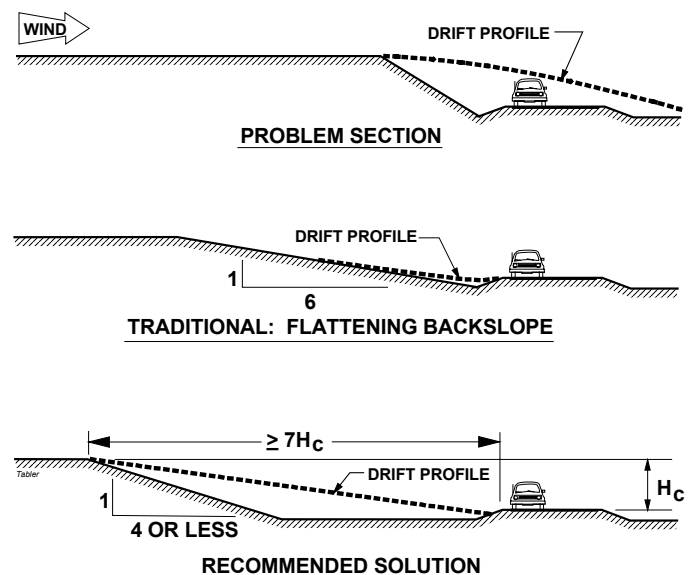 WIND
DRIFT PROFILE
PROBLEM SECTION
DRIFT PROFILE
1
6
TRADITIONAL: FLATTENING BACKSLOPE
≥ 7Hc
Tabler
DRIFT PROFILE
Hc
1
4 OR LESS
RECOMMENDED SOLUTION